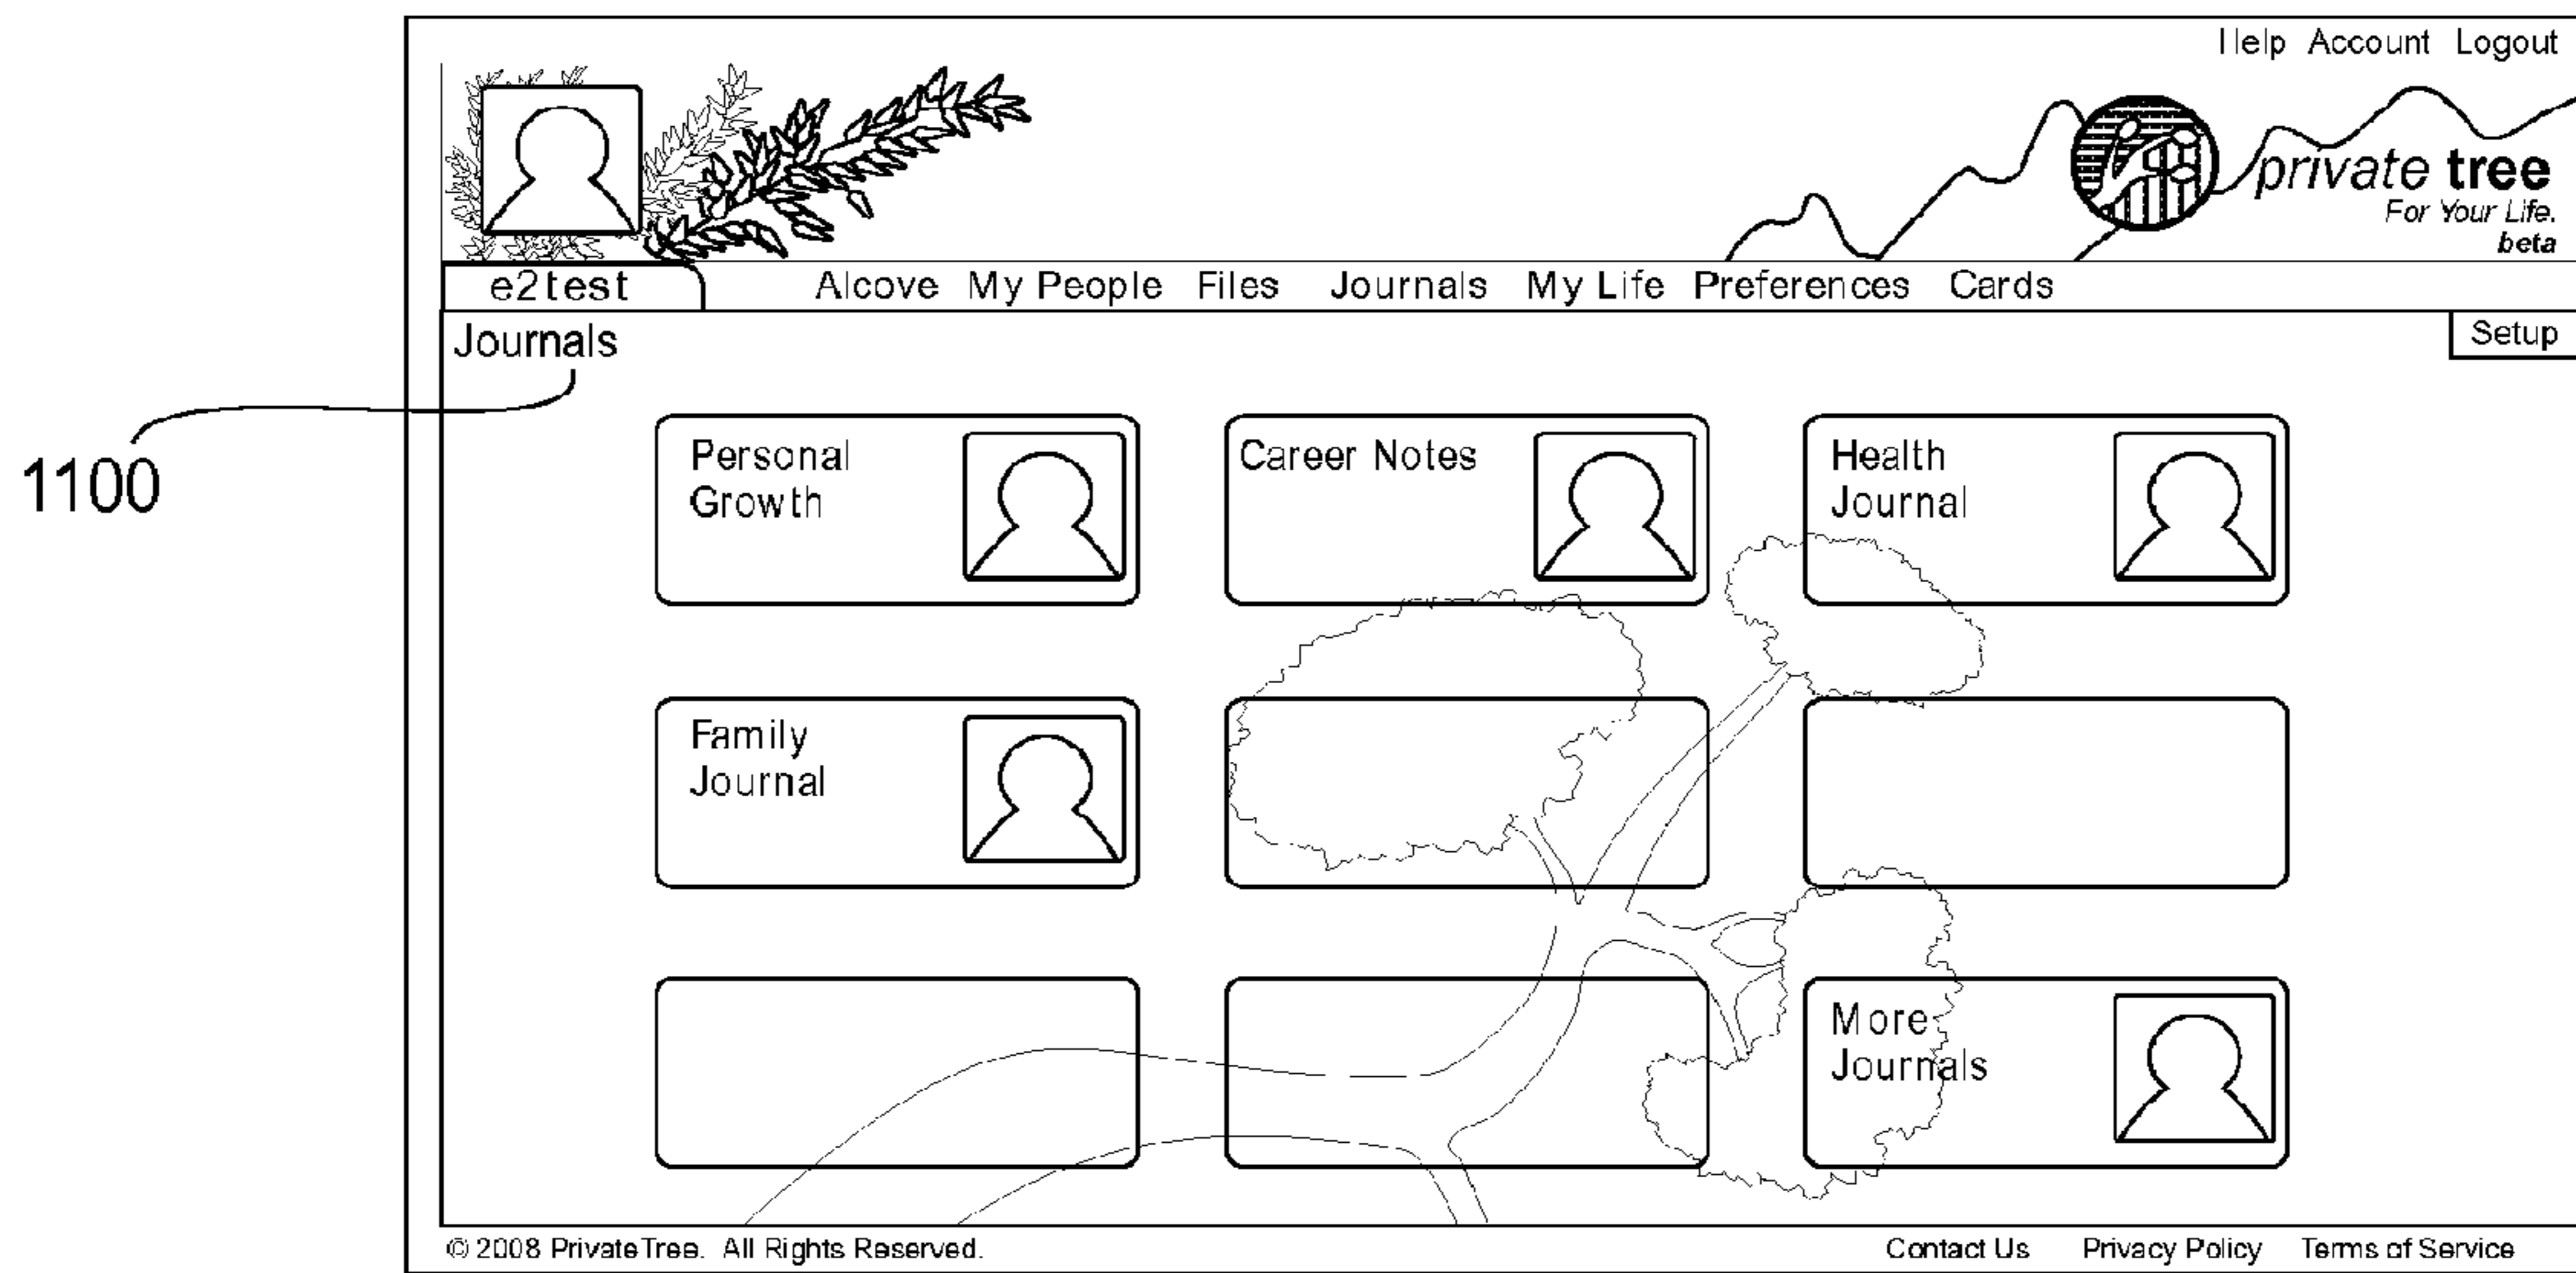 Help Account Logout
private tree
For Your Life.
beta
e2test Alcove My People Files Journals My Life Preferences Cards
Journals
Setup
1100
Personal
Growth
Career Notes
Health
Journal
Family
Journal
More
Journals
© 2008 PrivateTree. All Rights Reserved.
Contact Us Privacy Policy Terms of Service